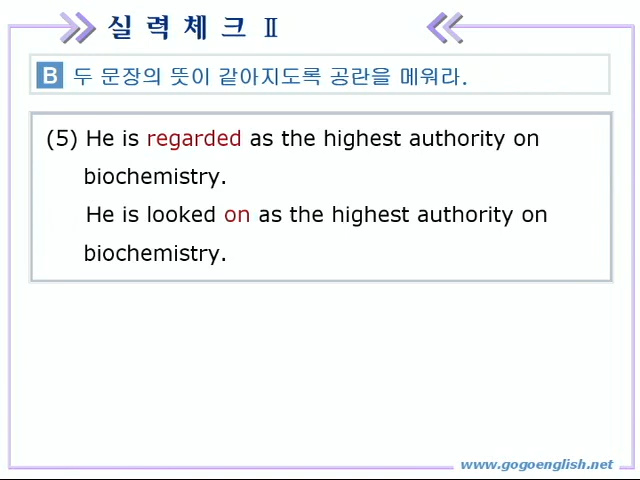 실 력 체 크 Ⅱ
B 두 문장의 뜻이 같아지도록 공란을 메워라.
(5) He is regarded as the highest authority on
biochemistry.
He is looked on as the highest authority on
biochemistry.
www.gogoenglish.net